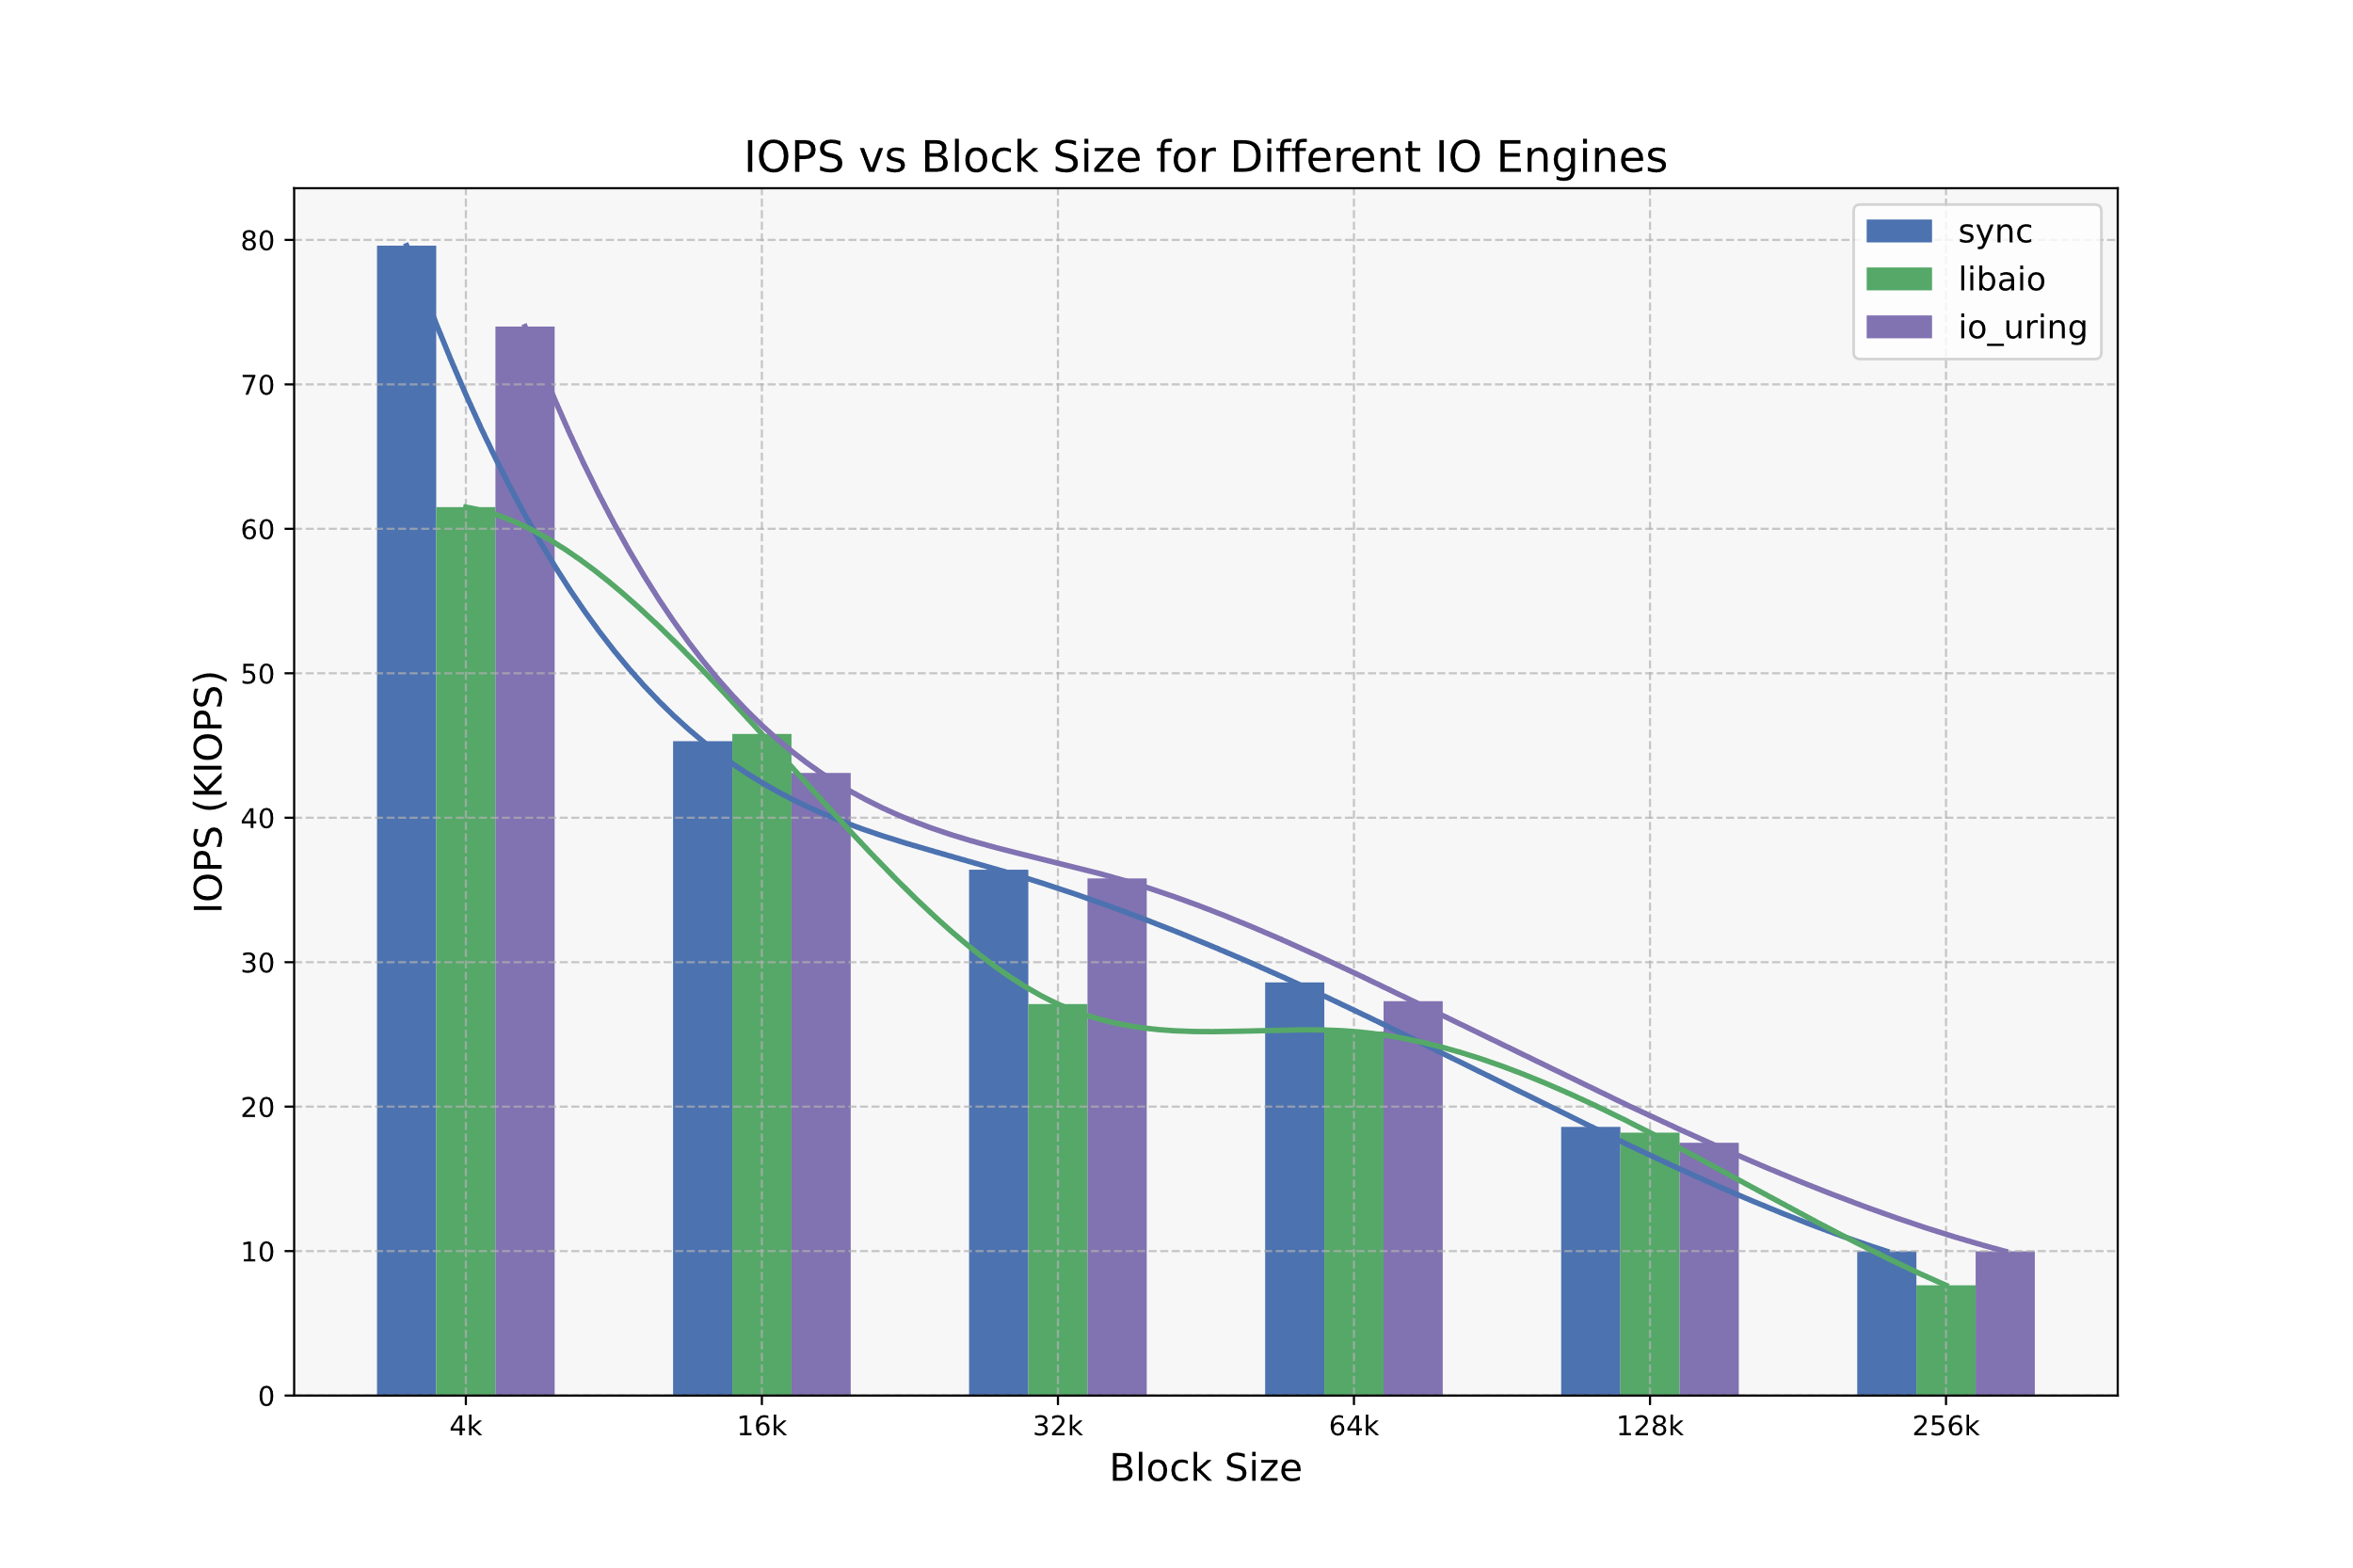 IOPS vs Block Size for Different IO Engines
sync
libaio
io_uring
80
70
60
50
40
30
20
10
0
IOPS (KIOPS)
4k 16k 32k 64k 128k 256k
Block Size